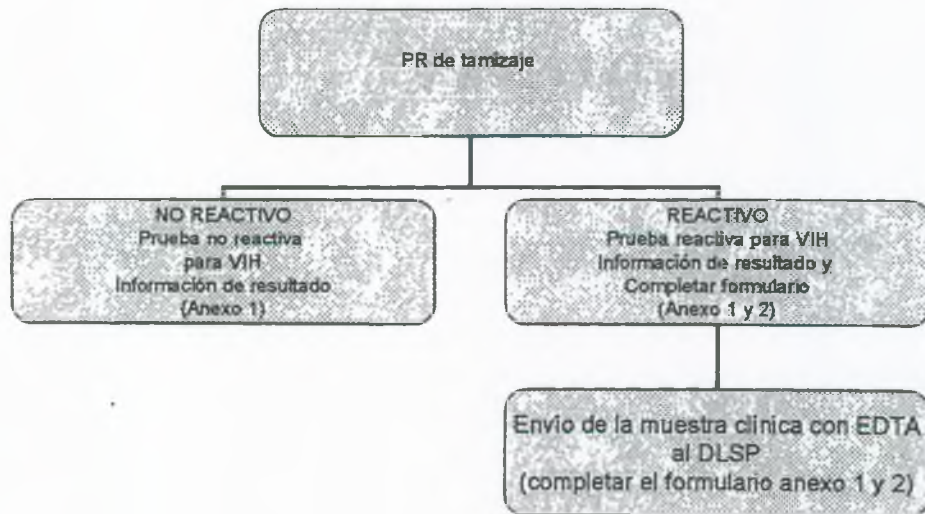 PR de tamizaje
NO REACTIVO
Prueba no reactiva
para VIH
Información de resultado
(Anexo 1)
REACTIVO
Prueba reactiva para VIH
Información de resultado y
Completar formulario
(Anexo 1 y 2)
Envio de la muestra clinica con EDTA
al DLSP
(completar el formulario anexo 1 y 2)